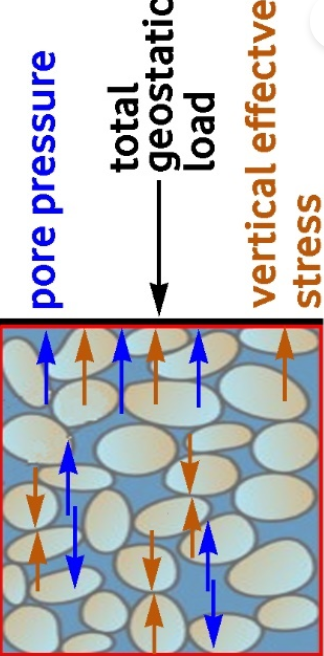 pore pressure
total
geostatic
load
vertical effectve
stress